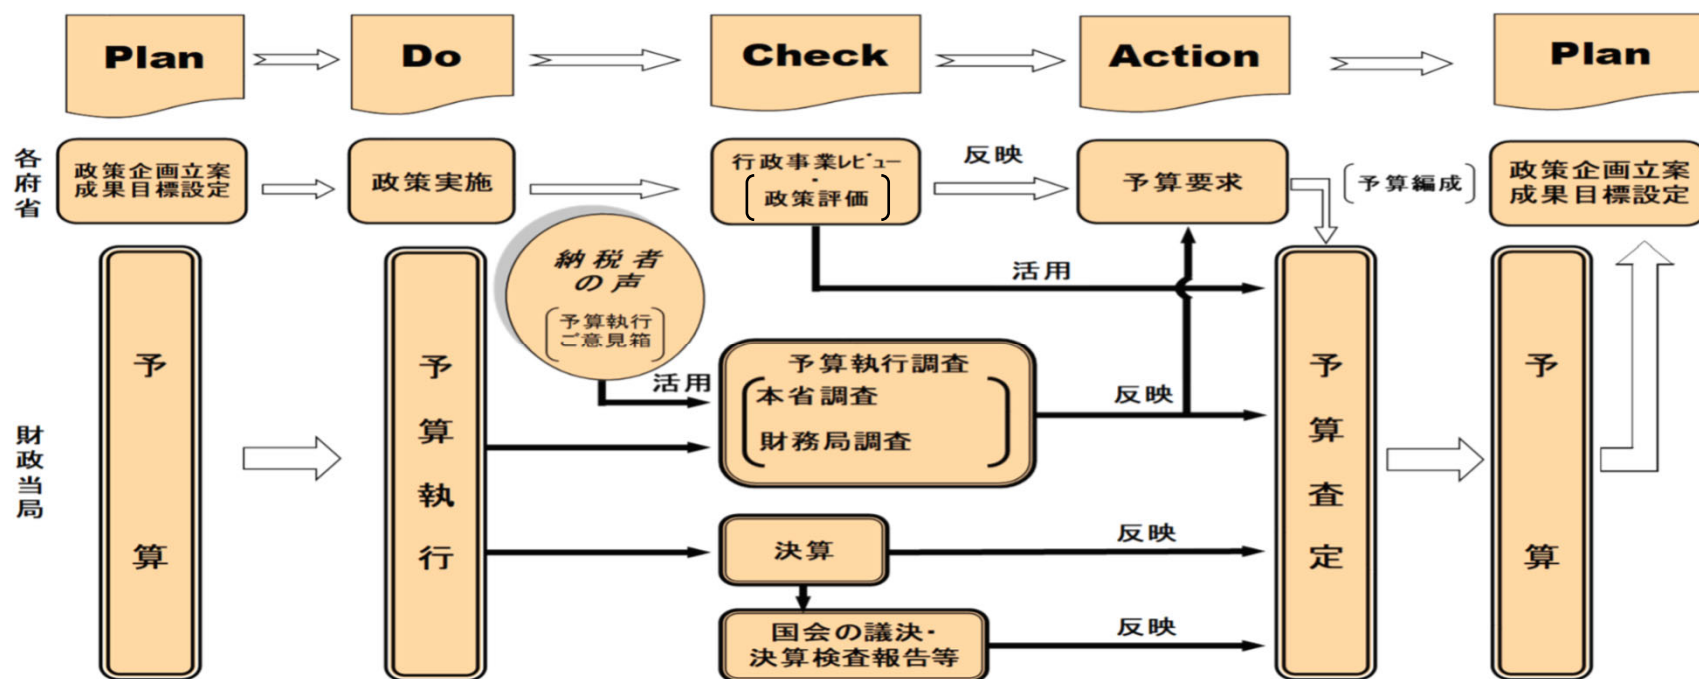 Plan
Do
Check
Action
Plan
各府省
政策企画立案
成果目標設定
政策実施
行政事業ﾚﾋﾞｭｰ
・
政策評価
反映
予算要求
予算編成
政策企画立案
成果目標設定
納税者
の声
予算執行
ご意見箱
活用
活用
財政当局
予算
予算執行
予算執行調査
本省調査
財務局調査
反映
決算
反映
国会の議決・
決算検査報告等
反映
予算査定
予算